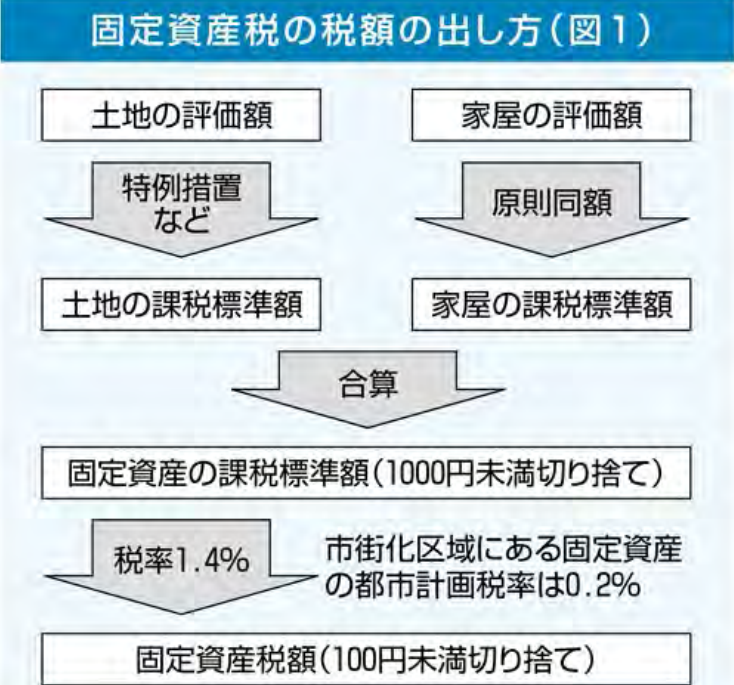 固定資産税の税額の出し方(図1)
土地の評価額
家屋の評価額
特例措置
など
原則同額
土地の課税標準額
家屋の課税標準額
合算
固定資産の課税標準額(1000円未満切り捨て)
税率1.4%
市街化区域にある固定資産
の都市計画税率は0.2%
固定資産税額(100円未満切り捨て)